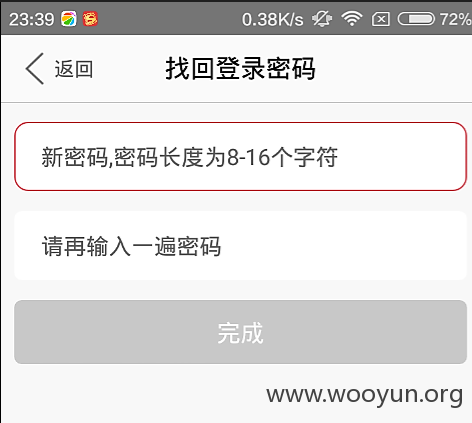 23:39 0.38K/s 72%
返回 找回登录密码
新密码,密码长度为8-16个字符
请再输入一遍密码
完成
www.wooyun.org